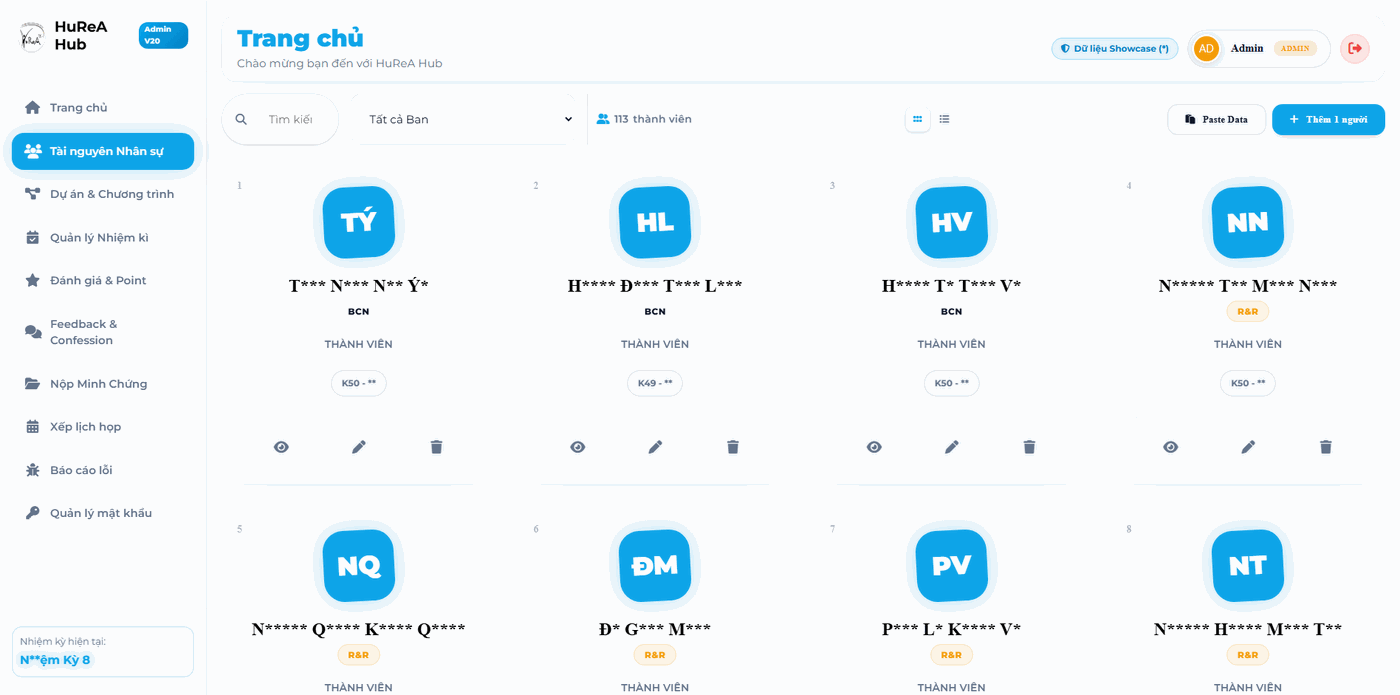 HuReA
Hub
Admin
V20
Trang chủ
Tài nguyên Nhân sự
Dự án & Chương trình
Quản lý Nhiệm kì
Đánh giá & Point
Feedback &
Confession
Nộp Minh Chứng
Xếp lịch họp
Báo cáo lỗi
Quản lý mật khẩu
Nhiệm kỳ hiện tại:
N**ệm Kỳ 8
Trang chủ
Chào mừng bạn đến với HuReA Hub
Dữ liệu Showcase (*)
AD Admin ADMIN
Tìm kiế
Tất cả Ban
113 thành viên
Paste Data
+ Thêm 1 người
1 2 3 4
TÝ HL HV NN
T*** N*** N** Ý* H**** Đ*** T*** L*** H**** T* T*** V* N***** T** M*** N***
BCN BCN BCN R&R
THÀNH VIÊN THÀNH VIÊN THÀNH VIÊN THÀNH VIÊN
K50 - ** K49 - ** K50 - ** K50 - **
5 6 7 8
NQ ĐM PV NT
N***** Q**** K**** Q**** Đ* G*** M*** P*** L* K**** V* N***** H**** M*** T**
R&R R&R R&R R&R
THÀNH VIÊN THÀNH VIÊN THÀNH VIÊN THÀNH VIÊN